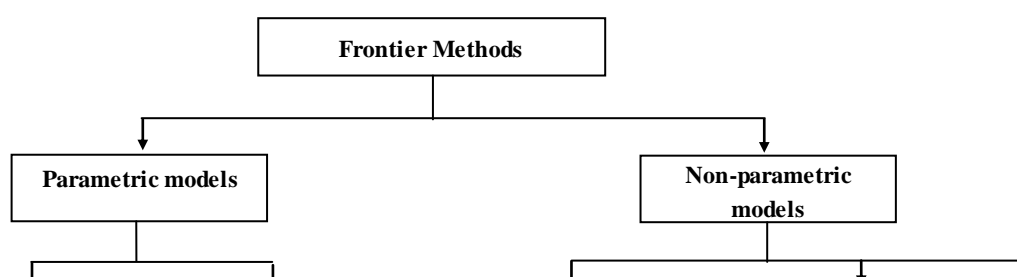 Frontier Methods
Parametric models
Non-parametric
models